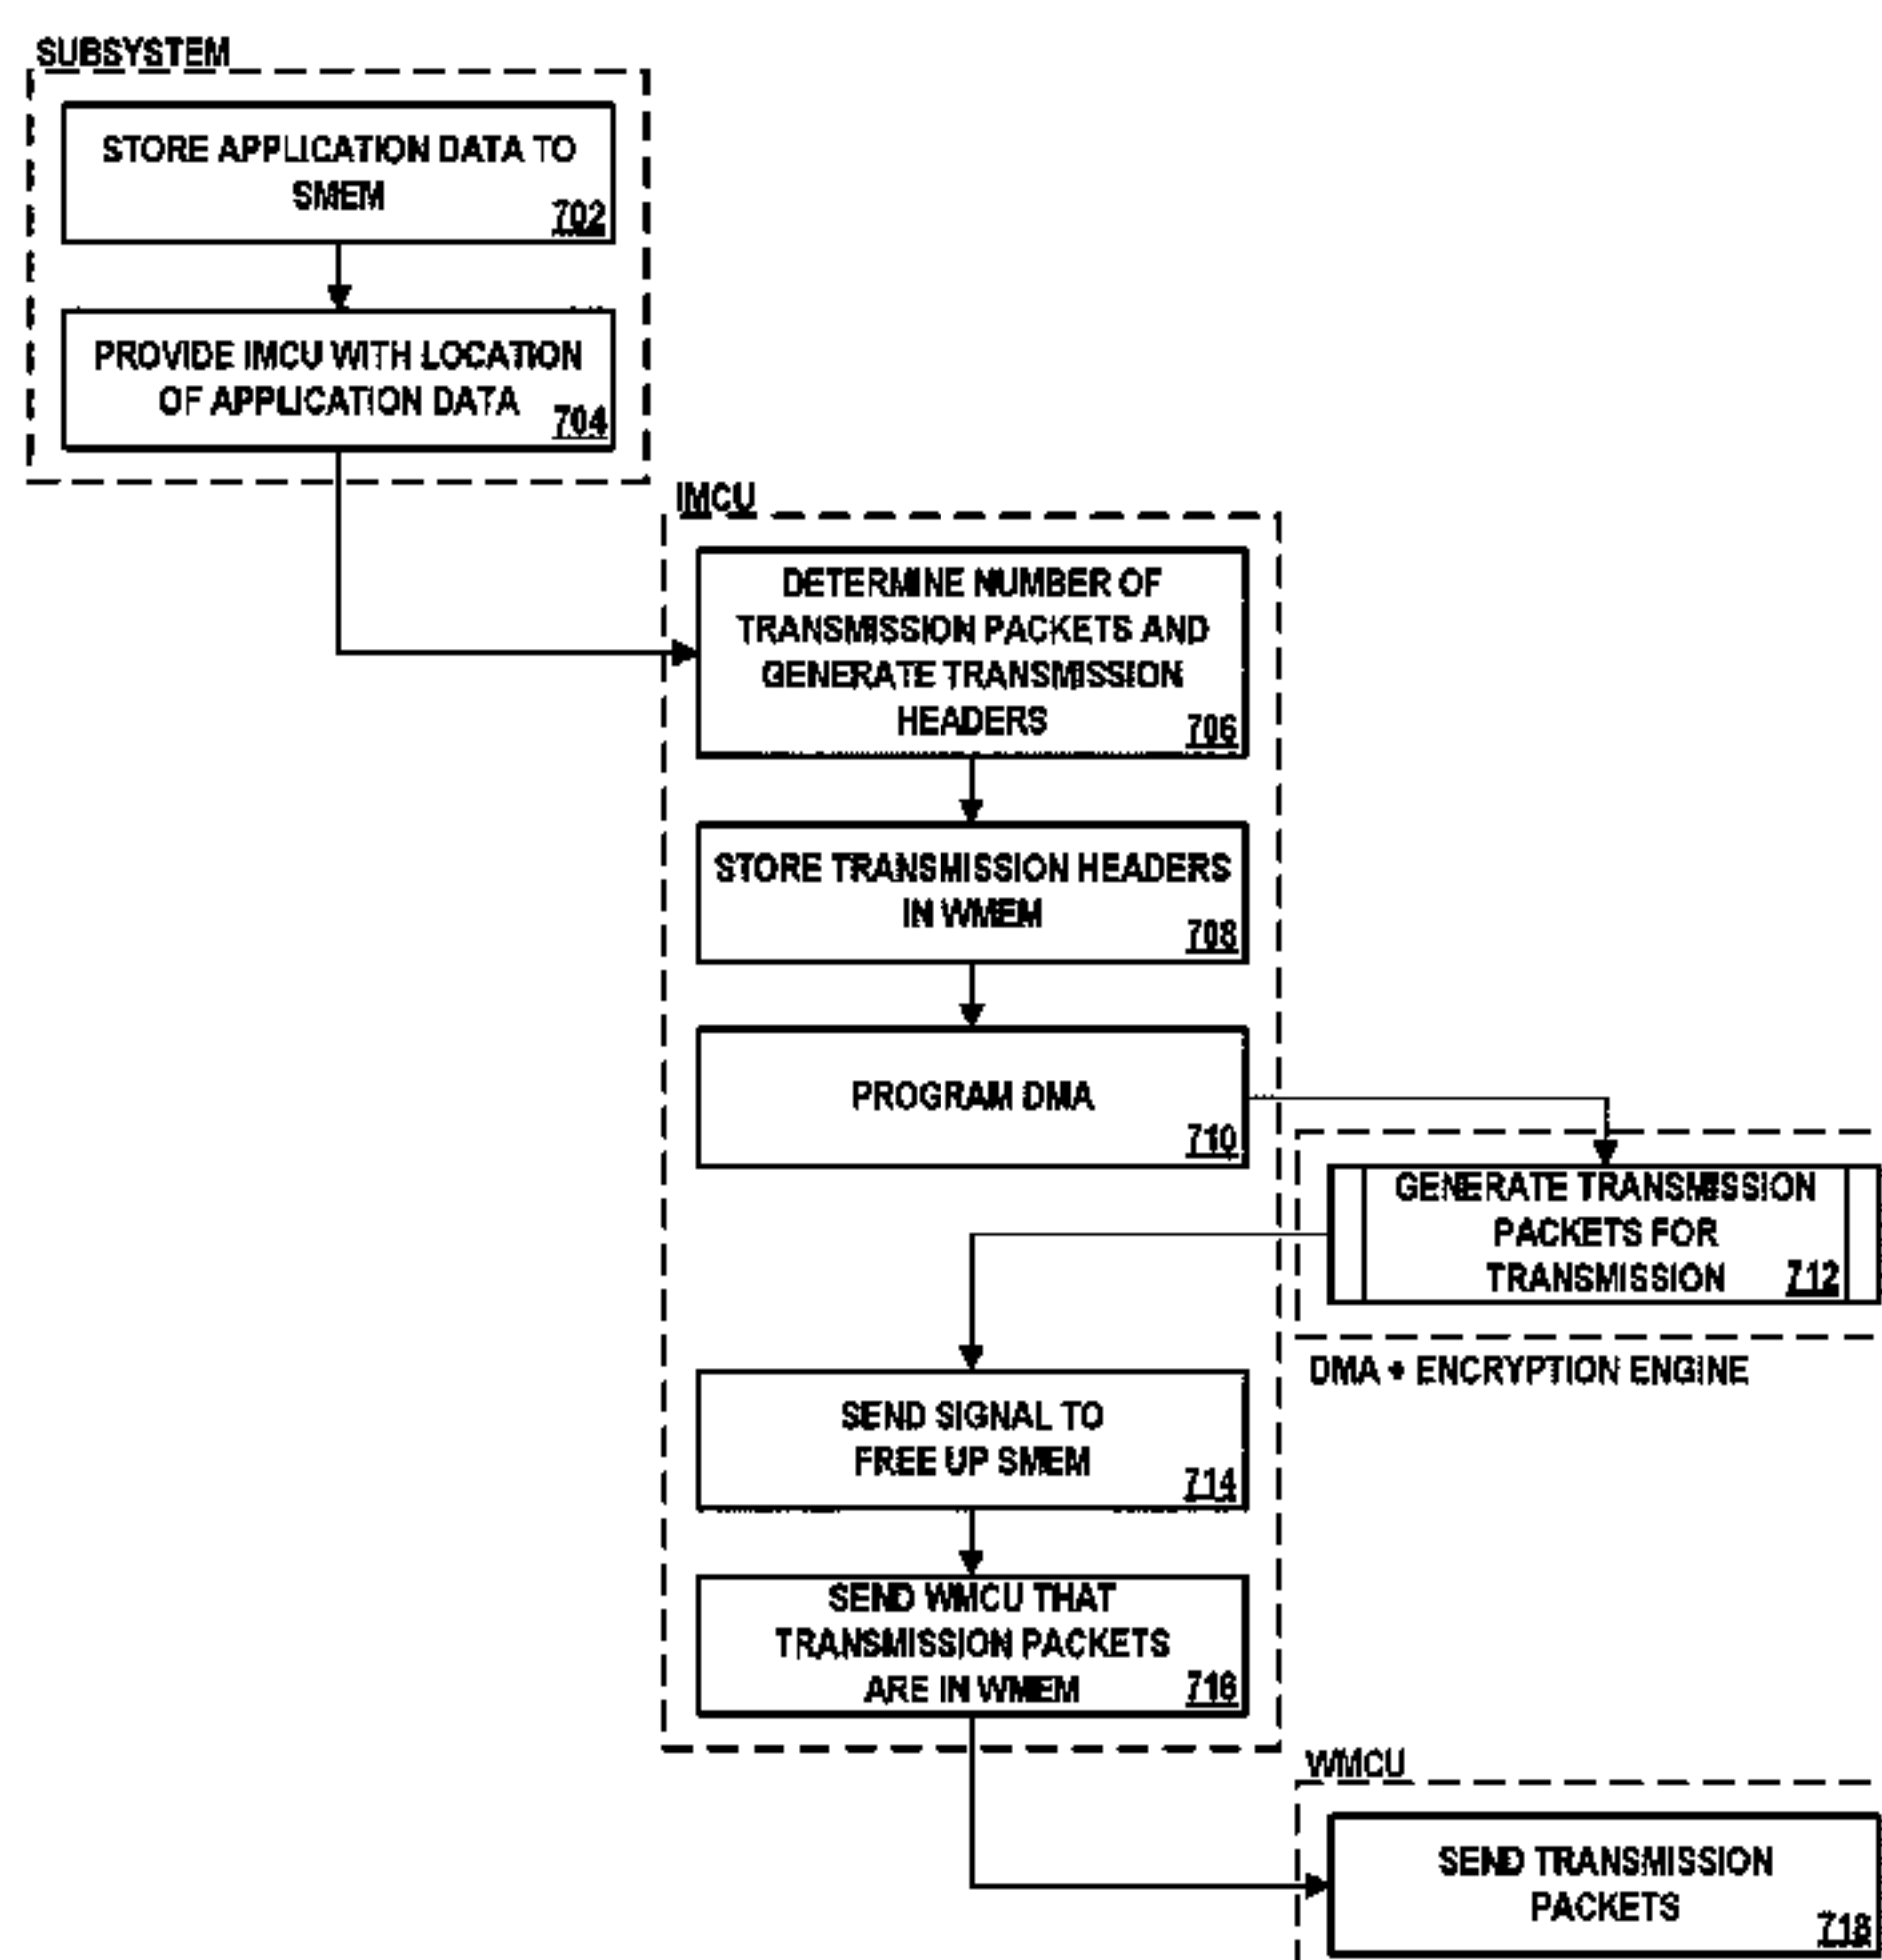 SUBSYSTEM
STORE APPLICATION DATA TO
SMEM
702
PROVIDE IMCU WITH LOCATION
OF APPLICATION DATA
704
IMCU
DETERMINE NUMBER OF
TRANSMISSION PACKETS AND
GENERATE TRANSMISSION
HEADERS
706
STORE TRANSMISSION HEADERS
IN WMEM
708
PROGRAM DMA
710
GENERATE TRANSMISSION
PACKETS FOR
TRANSMISSION
712
DMA + ENCRYPTION ENGINE
SEND SIGNAL TO
FREE UP SMEM
714
SEND WMCU THAT
TRANSMISSION PACKETS
ARE IN WMEM
716
WMCU
SEND TRANSMISSION
PACKETS
718